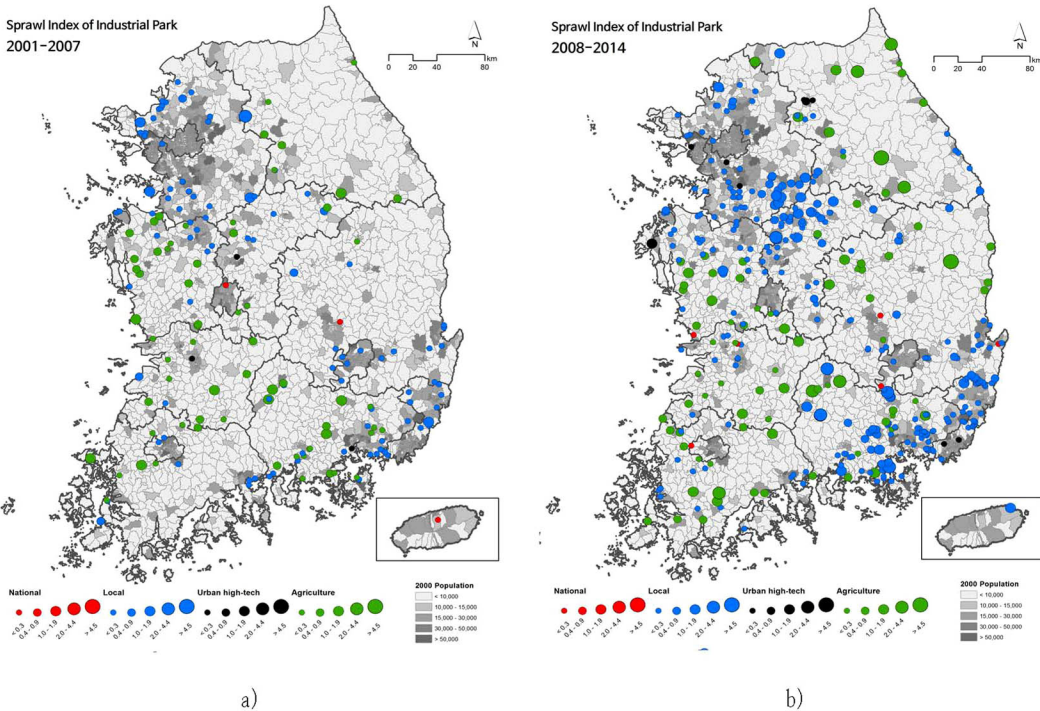 Sprawl Index of Industrial Park
2001-2007
N
0 20 40 80
km
National Local Urban high-tech Agriculture
< 0.3 0.4 - 0.9 1.0 - 1.9 2.0 - 4.4 > 4.5 < 0.3 0.4 - 0.9 1.0 - 1.9 2.0 - 4.4 > 4.5 < 0.3 0.4 - 0.9 1.0 - 1.9 2.0 - 4.4 > 4.5 < 0.3 0.4 - 0.9 1.0 - 1.9 2.0 - 4.4 > 4.5
2000 Population
< 10,000
10,000 - 15,000
15,000 - 30,000
30,000 - 50,000
> 50,000
a)
Sprawl Index of Industrial Park
2008-2014
N
0 20 40 80
km
National Local Urban high-tech Agriculture
< 0.3 0.4 - 0.9 1.0 - 1.9 2.0 - 4.4 > 4.5 < 0.3 0.4 - 0.9 1.0 - 1.9 2.0 - 4.4 > 4.5 < 0.3 0.4 - 0.9 1.0 - 1.9 2.0 - 4.4 > 4.5 < 0.3 0.4 - 0.9 1.0 - 1.9 2.0 - 4.4 > 4.5
2000 Population
< 10,000
10,000 - 15,000
15,000 - 30,000
30,000 - 50,000
> 50,000
b)